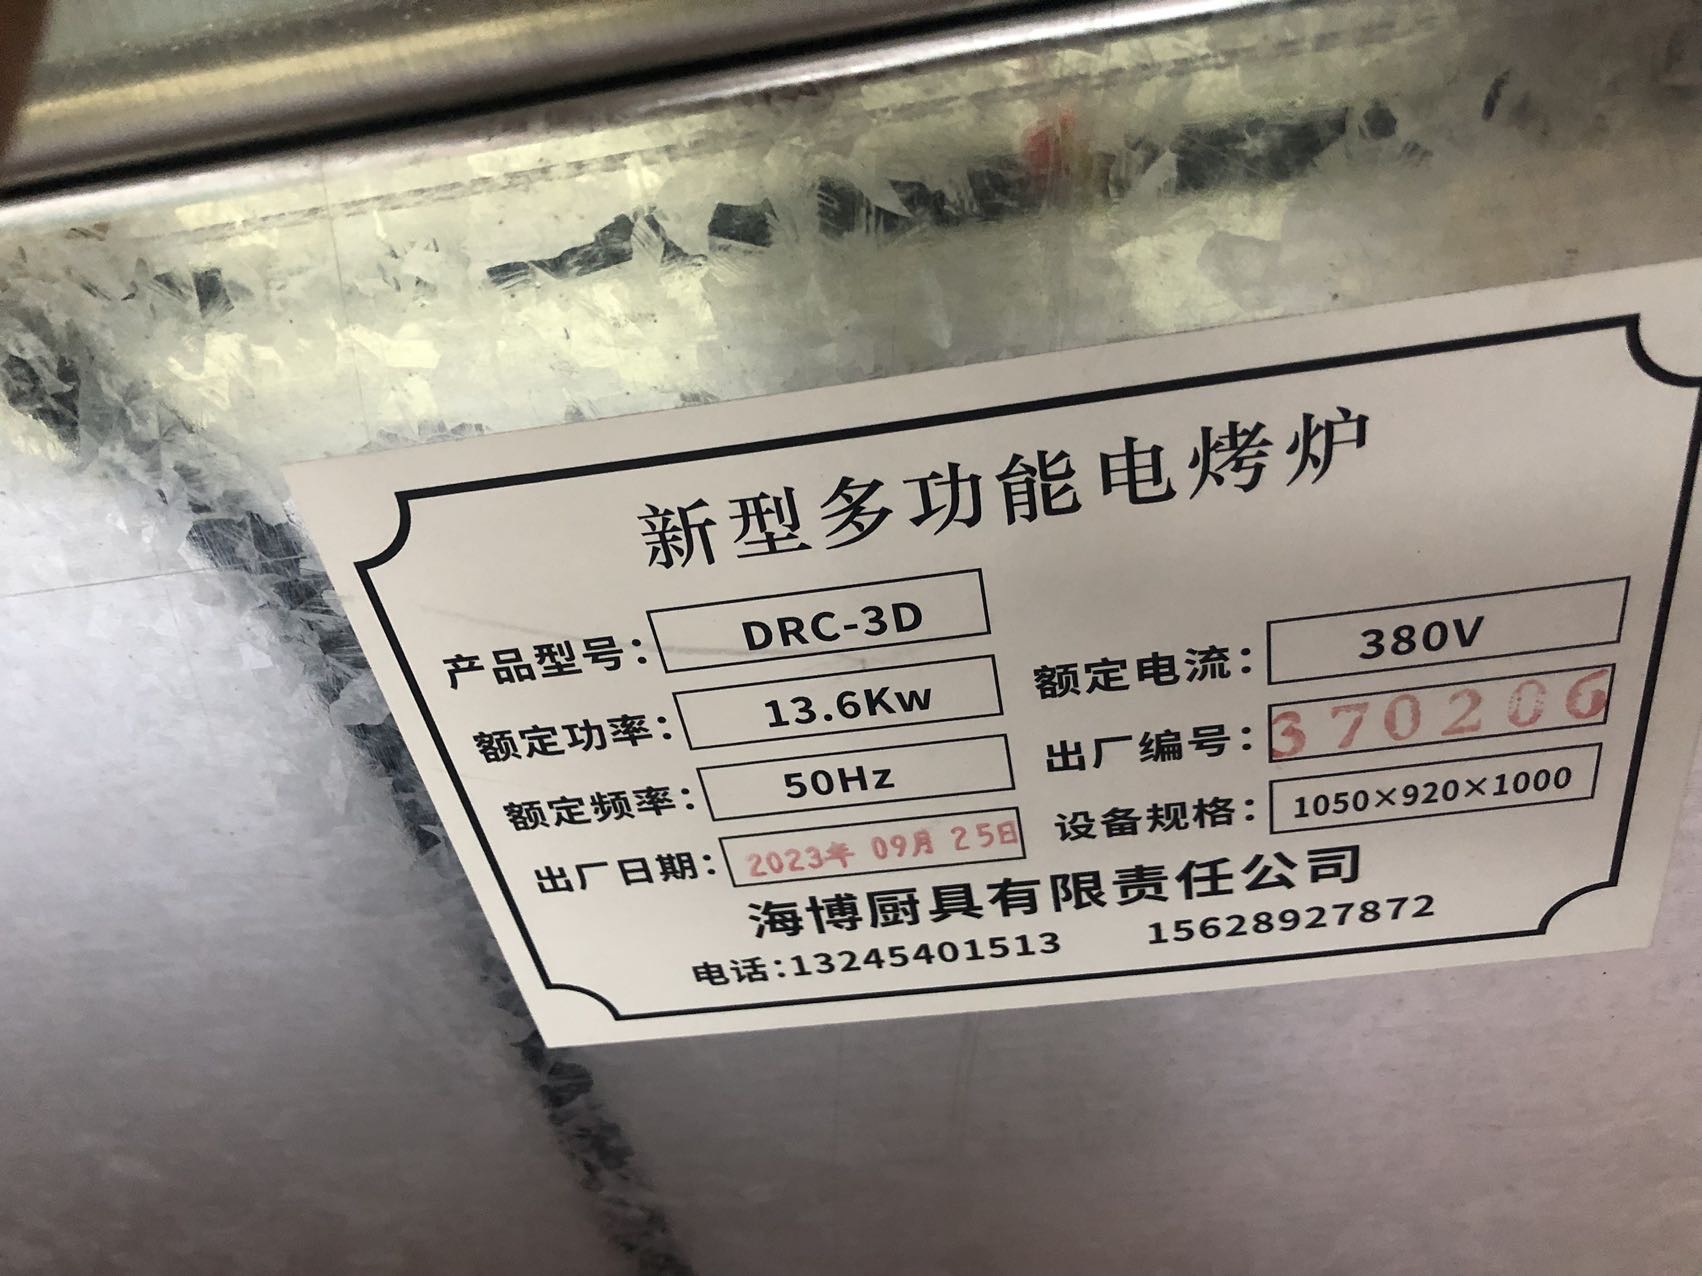 新型多功能电烤炉
产品型号：DRC-3D
额定电流：380V
额定功率：13.6Kw
出厂编号：370206
额定频率：50Hz
设备规格：1050×920×1000
出厂日期：2023年 09月 25日
海博厨具有限责任公司
电话:13245401513 15628927872